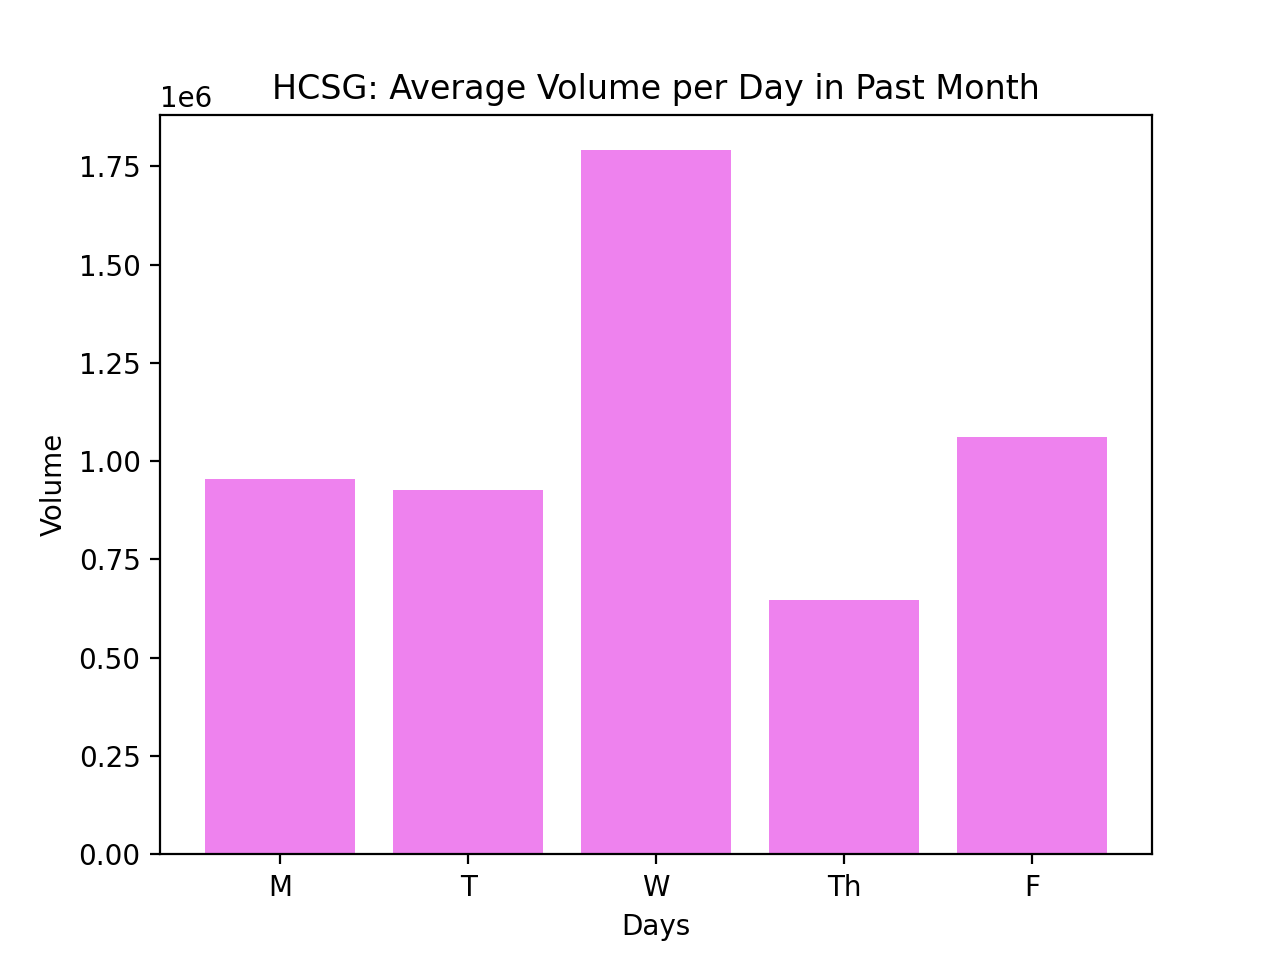 HCSG: Average Volume per Day in Past Month
1e6
1.75
1.50
1.25
1.00
0.75
0.50
0.25
0.00
Volume
M T W Th F
Days